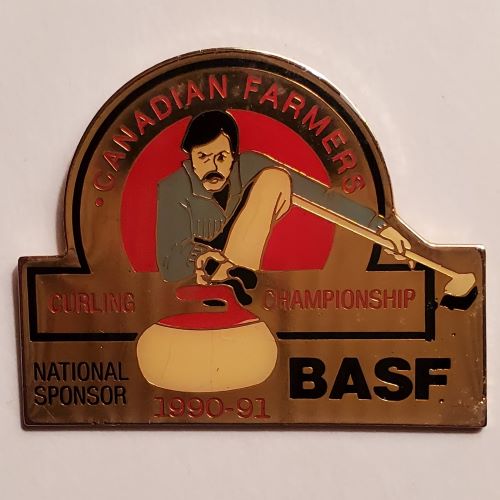 • CANADIAN FARMERS
CURLING CHAMPIONSHIP
NATIONAL
SPONSOR
BASF
1990-91